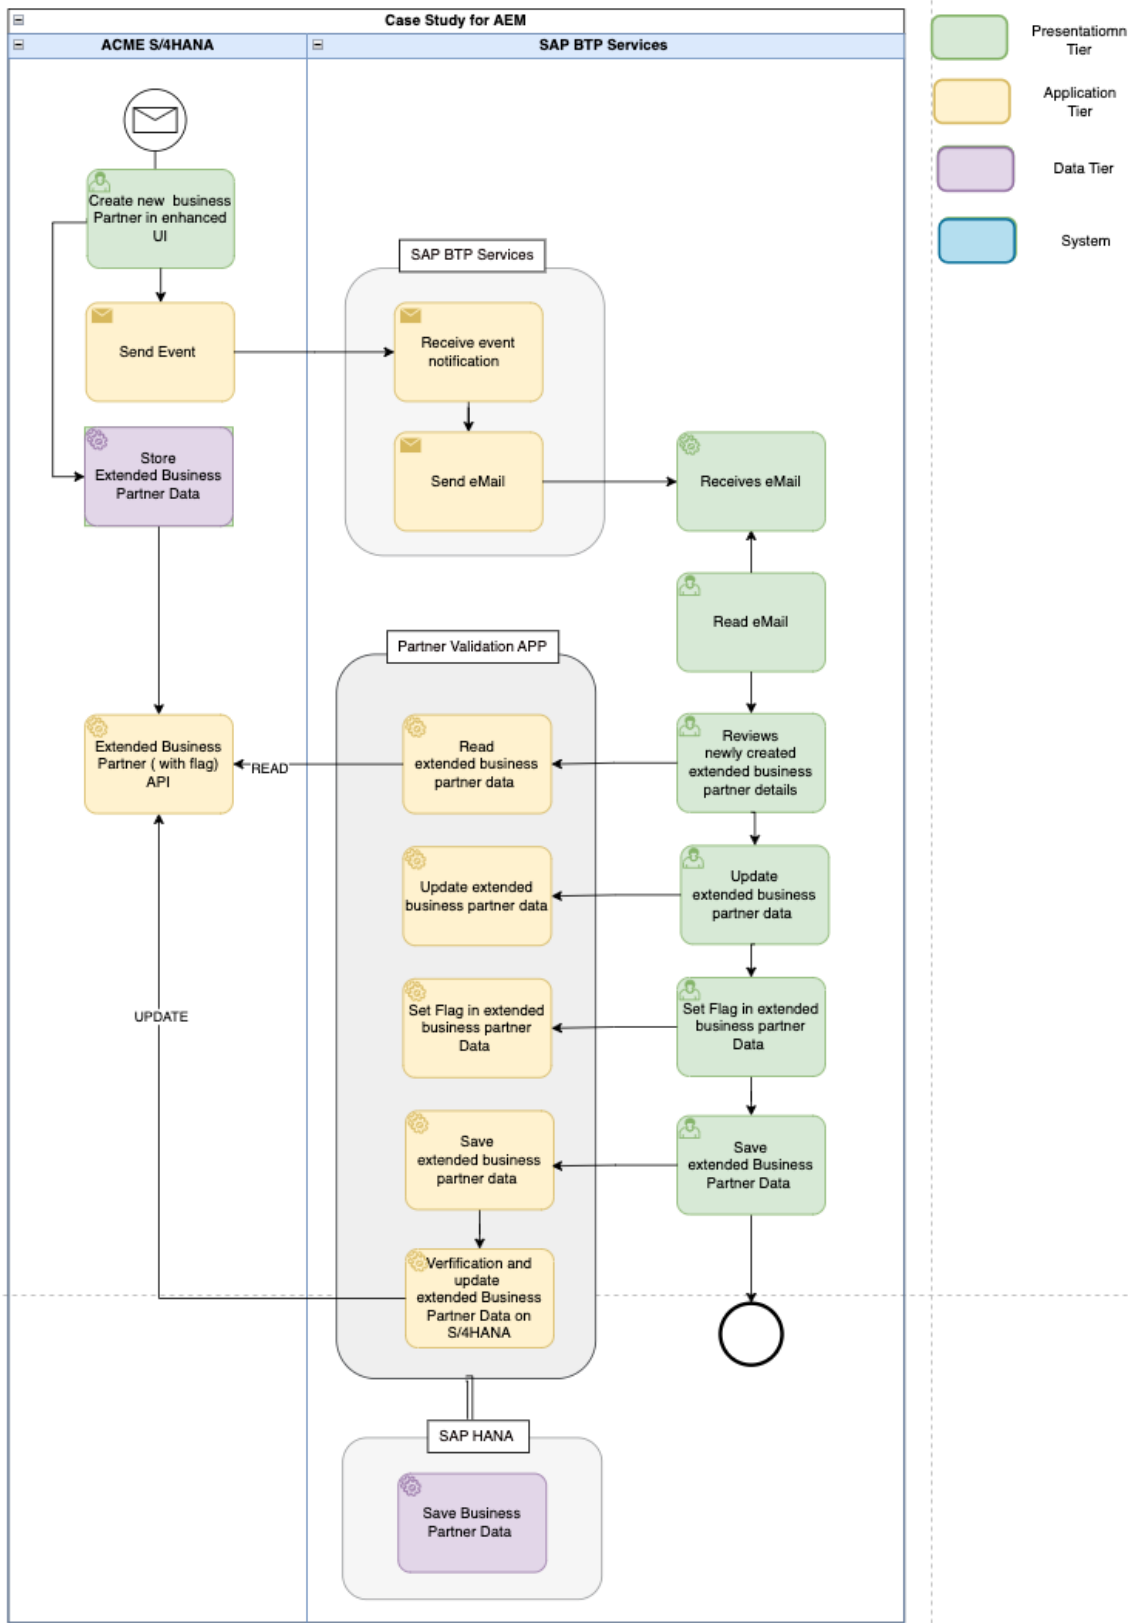 Case Study for AEM
ACME S/4HANA
SAP BTP Services
Presentatiomn
Tier
Application
Tier
Data Tier
System
Create new business
Partner in enhanced
UI
Send Event
Store
Extended Business
Partner Data
Extended Business
Partner ( with flag)
API
READ
UPDATE
SAP BTP Services
Receive event
notification
Send eMail
Receives eMail
Read eMail
Partner Validation APP
Read
extended business
partner data
Reviews
newly created
extended business
partner details
Update extended
business partner data
Update
extended business
partner data
Set Flag in extended
business partner
Data
Set Flag in extended
business partner
Data
Save
extended business
partner data
Save
extended Business
Partner Data
Verfification and
update
extended Business
Partner Data on
S/4HANA
SAP HANA
Save Business
Partner Data